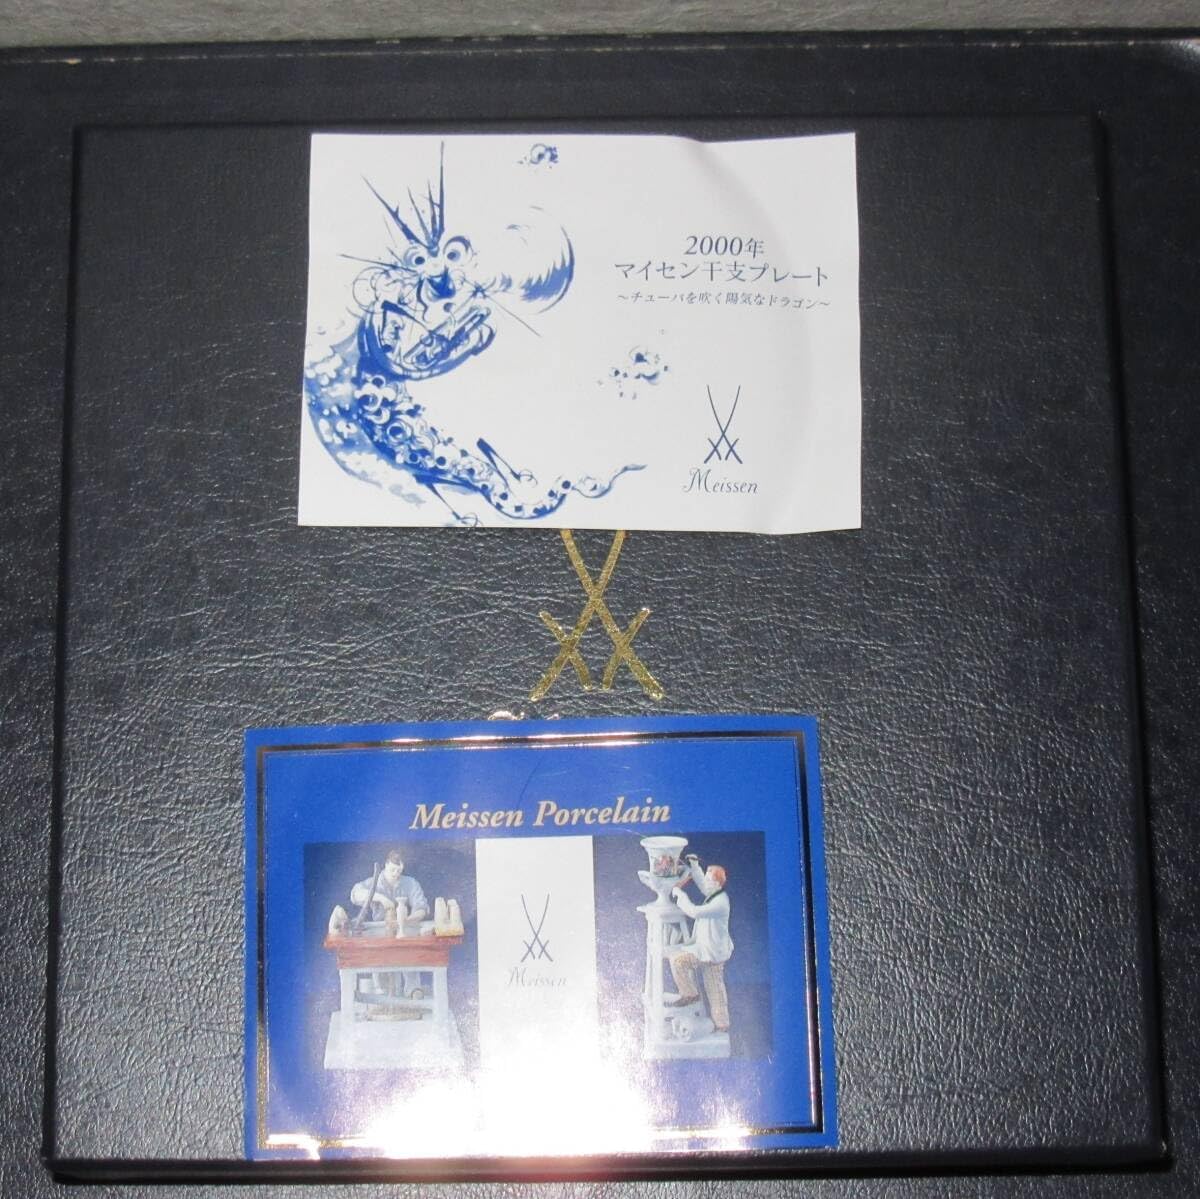 2000年
マイセン干支プレート
～チューバを吹く陽気なドラゴン～
Meissen
Meissen Porcelain
Meissen